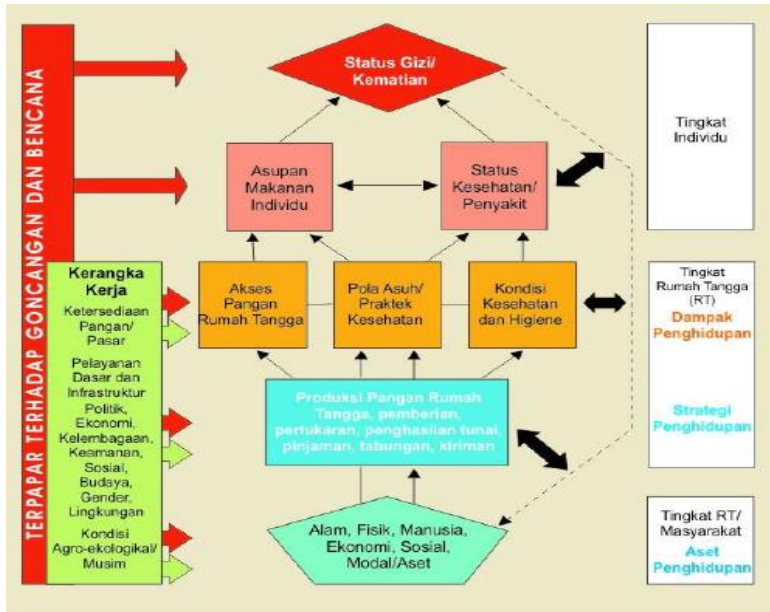 TERPAPAR TERHADAP GONCANGAN DAN BENCANA
Status Gizi/
Kematian
Asupan
Makanan
Individu
Status
Kesehatan/
Penyakit
Tingkat
Individu
Kerangka
Kerja
Ketersediaan
Pangan/
Pasar
Pelayanan
Dasar dan
Infrastruktur
Politik,
Ekonomi,
Kelembagaan,
Keamanan,
Sosial,
Budaya,
Gender,
Lingkungan
Kondisi
Agro-ekologikal/
Musim
Akses
Pangan
Rumah Tangga
Pola Asuh/
Praktek
Kesehatan
Kondisi
Kesehatan
dan Higiene
Tingkat
Rumah Tangga
(RT)
Dampak
Penghidupan
Strategi
Penghidupan
Produksi Pangan Rumah
Tangga, pemberian,
pertukaran, penghasilan tunai,
pinjaman, tabungan, kiriman
Alam, Fisik, Manusia,
Ekonomi, Sosial,
Modal/Aset
Tingkat RT/
Masyarakat
Aset
Penghidupan